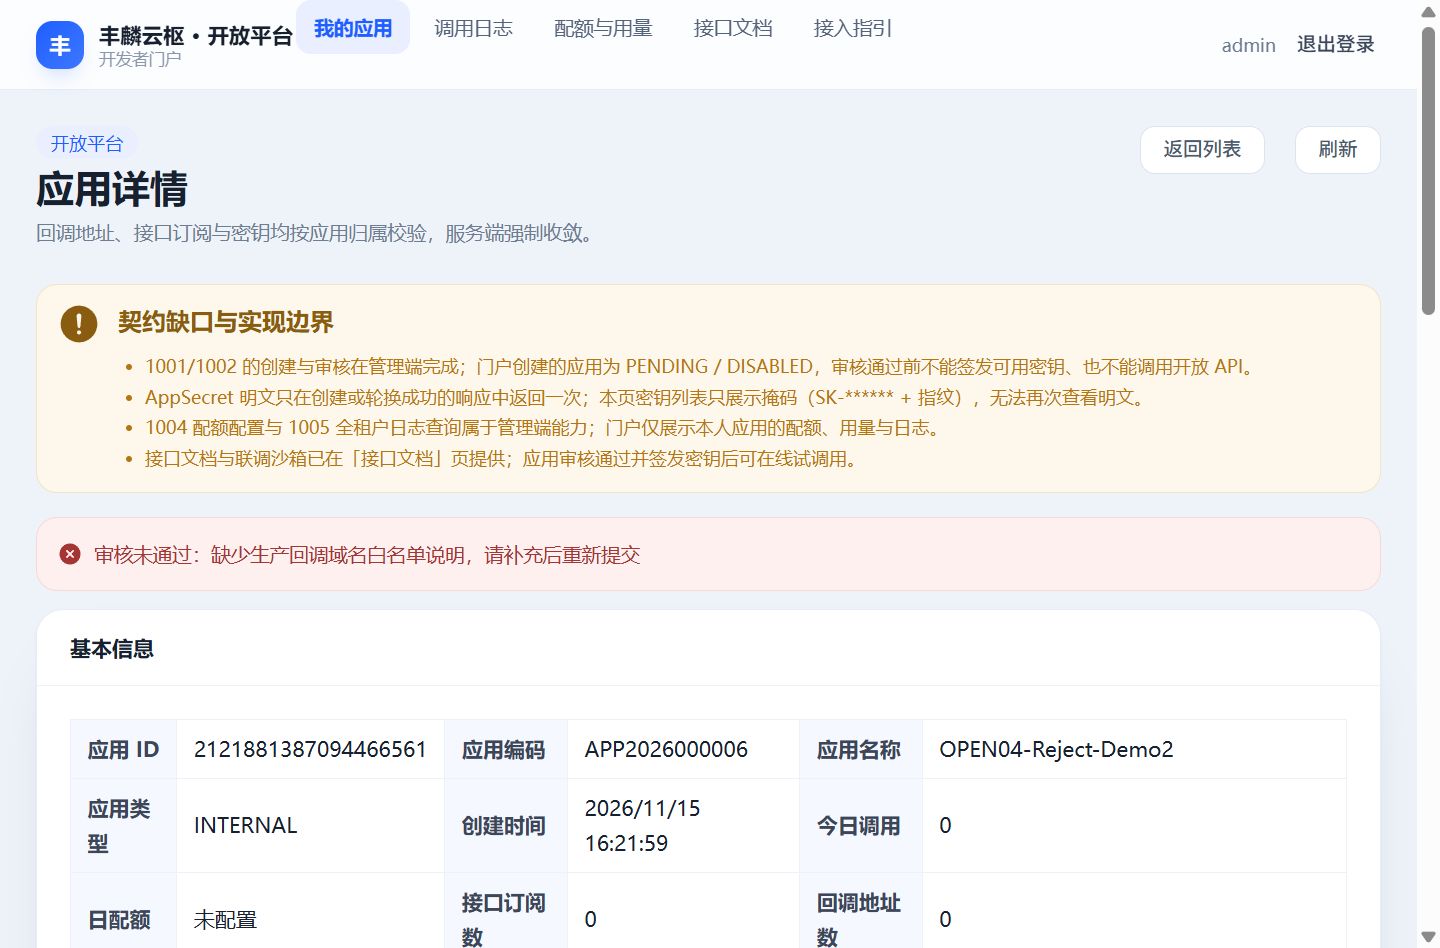 丰
丰麟云枢·开放平台
开发者门户
我的应用
调用日志
配额与用量
接口文档
接入指引
admin
退出登录
开放平台
返回列表
刷新
应用详情
回调地址、接口订阅与密钥均按应用归属校验，服务端强制收敛。
契约缺口与实现边界
• 1001/1002 的创建与审核在管理端完成；门户创建的应用为 PENDING / DISABLED，审核通过前不能签发可用密钥、也不能调用开放 API。
• AppSecret 明文只在创建或轮换成功的响应中返回一次；本页密钥列表只展示掩码（SK-****** + 指纹），无法再次查看明文。
• 1004 配额配置与 1005 全租户日志查询属于管理端能力；门户仅展示本人应用的配额、用量与日志。
• 接口文档与联调沙箱已在「接口文档」页提供；应用审核通过并签发密钥后可在线试调用。
审核未通过：缺少生产回调域名白名单说明，请补充后重新提交
基本信息
应用 ID
2121881387094466561
应用编码
APP2026000006
应用名称
OPEN04-Reject-Demo2
应用类
型
INTERNAL
创建时间
2026/11/15
16:21:59
今日调用
0
日配额
未配置
接口订阅
数
0
回调地址
数
0